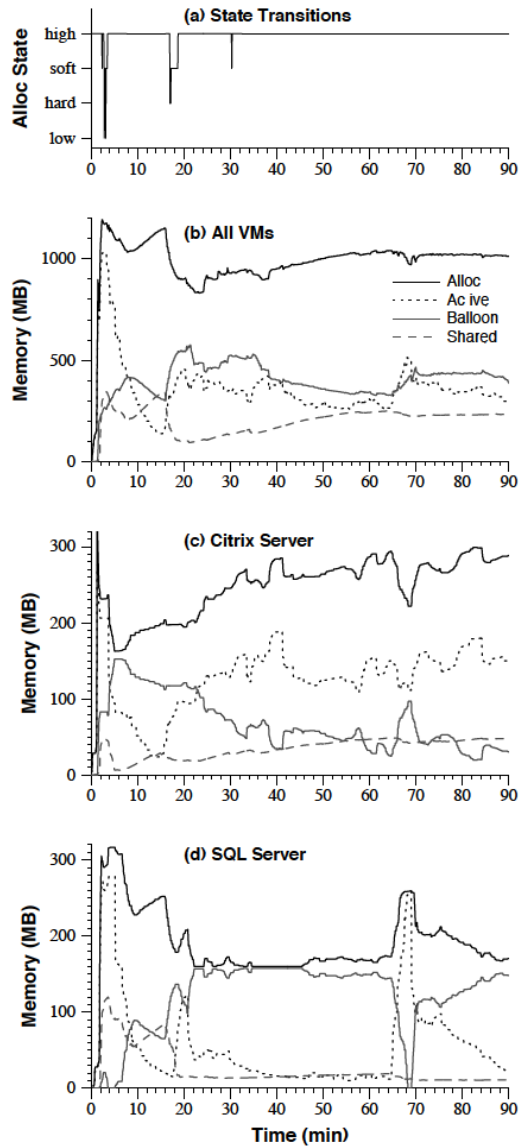 (a) State Transitions
Alloc State
high
soft
hard
low
0 10 20 30 40 50 60 70 80 90
(b) All VMs
Memory (MB)
1000
500
0
Alloc
Ac ive
Balloon
Shared
0 10 20 30 40 50 60 70 80 90
(c) Citrix Server
Memory (MB)
300
200
100
0
0 10 20 30 40 50 60 70 80 90
(d) SQL Server
Memory (MB)
300
200
100
0
0 10 20 30 40 50 60 70 80 90
Time (min)